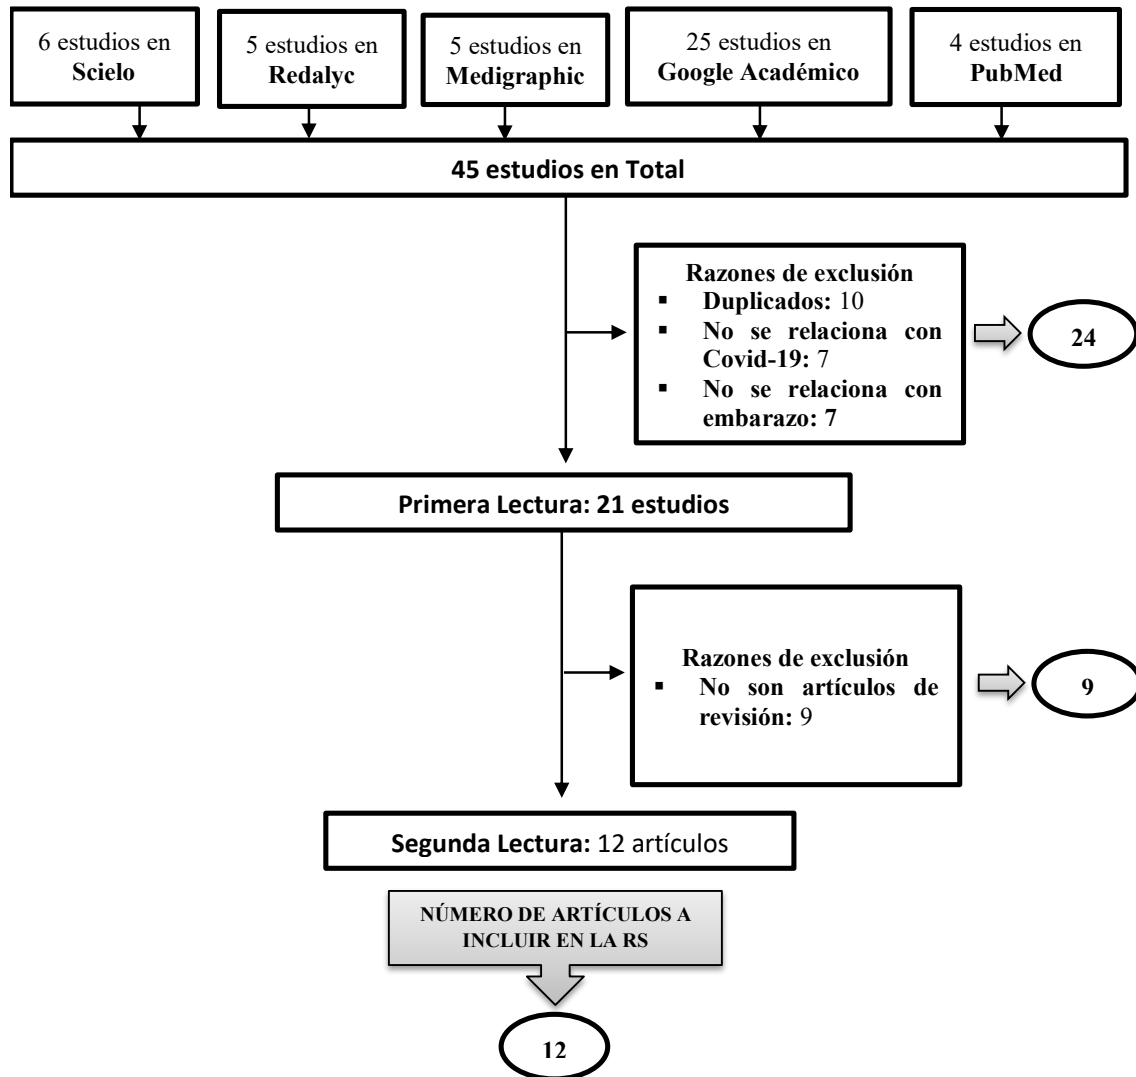 6 estudios en
Scielo
5 estudios en
Redalyc
5 estudios en
Medigraphic
25 estudios en
Google Académico
4 estudios en
PubMed
45 estudios en Total
Razones de exclusión
▪ Duplicados: 10
▪ No se relaciona con
Covid-19: 7
▪ No se relaciona con
embarazo: 7
24
Primera Lectura: 21 estudios
Razones de exclusión
▪ No son artículos de
revisión: 9
9
Segunda Lectura: 12 artículos
NÚMERO DE ARTÍCULOS A
INCLUIR EN LA RS
12